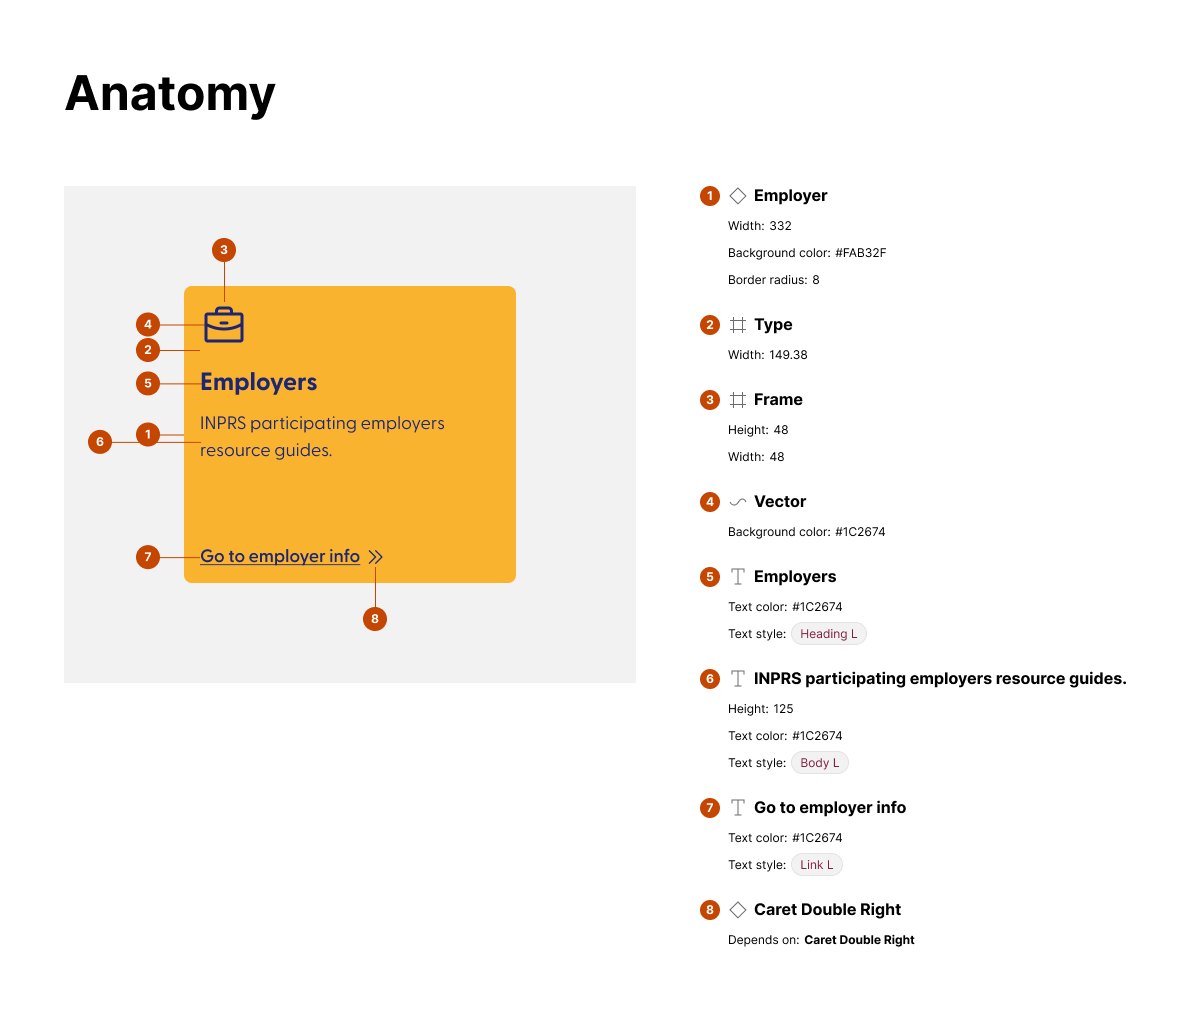 Anatomy
3
4
2
5
1
6
7
8
Employers
INPRS participating employers
resource guides.
Go to employer info
1 Employer
Width: 332
Background color: #FAB32F
Border radius: 8
2 Type
Width: 149.38
3 Frame
Height: 48
Width: 48
4 Vector
Background color: #1C2674
5 Employers
Text color: #1C2674
Text style: Heading L
6 INPRS participating employers resource guides.
Height: 125
Text color: #1C2674
Text style: Body L
7 Go to employer info
Text color: #1C2674
Text style: Link L
8 Caret Double Right
Depends on: Caret Double Right